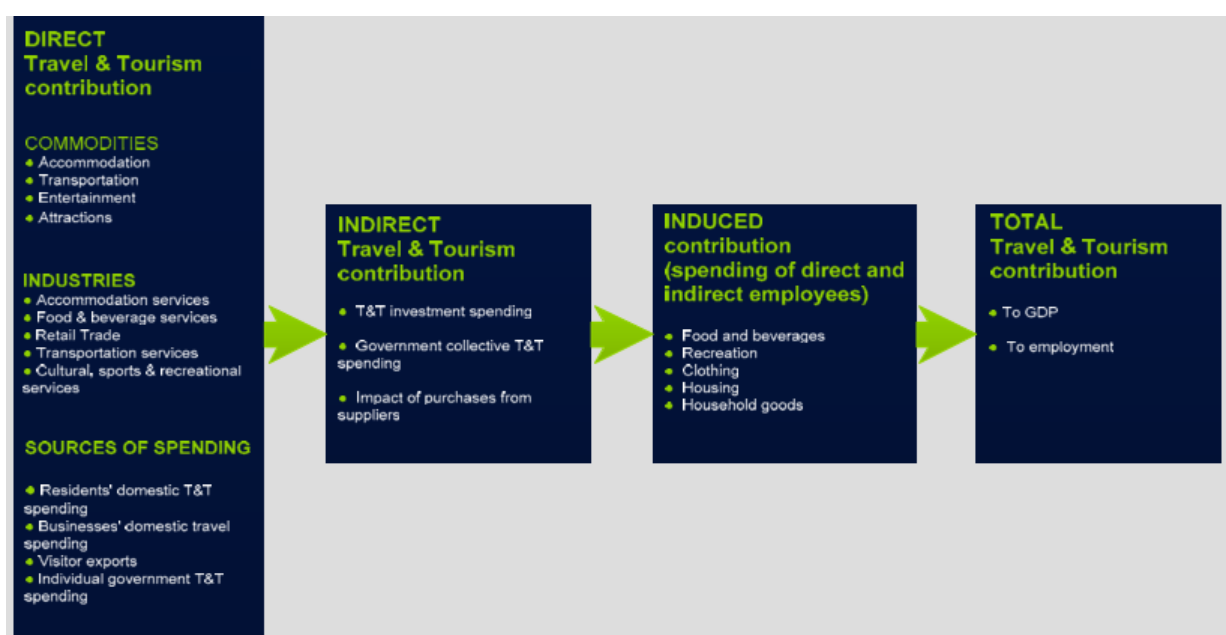 DIRECT
Travel & Tourism
contribution
COMMODITIES
• Accommodation
• Transportation
• Entertainment
• Attractions
INDUSTRIES
• Accommodation services
• Food & beverage services
• Retail Trade
• Transportation services
• Cultural, sports & recreational
services
SOURCES OF SPENDING
• Residents' domestic T&T
spending
• Businesses' domestic travel
spending
• Visitor exports
• Individual government T&T
spending
INDIRECT
Travel & Tourism
contribution
• T&T investment spending
• Government collective T&T
spending
• Impact of purchases from
suppliers
INDUCED
contribution
(spending of direct and
indirect employees)
• Food and beverages
• Recreation
• Clothing
• Housing
• Household goods
TOTAL
Travel & Tourism
contribution
• To GDP
• To employment